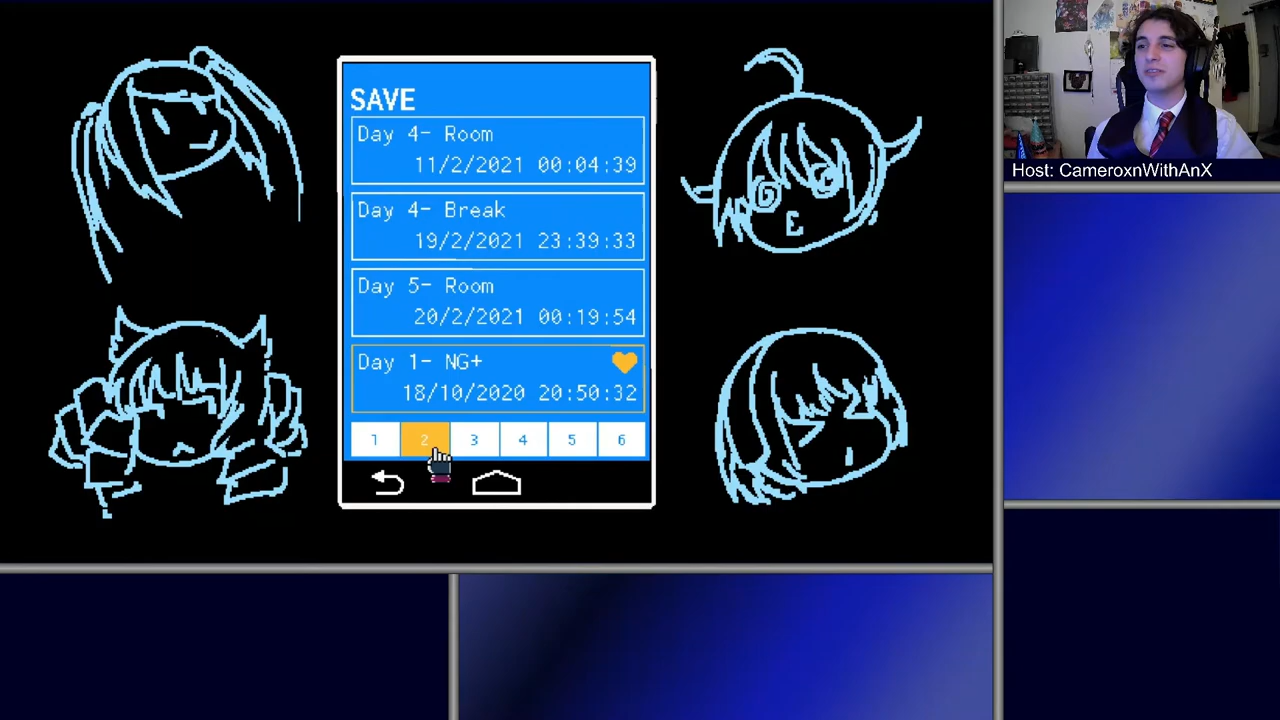 SAVE
Day 4- Room
11/2/2021 00:04:39
Day 4- Break
19/2/2021 23:39:33
Day 5- Room
20/2/2021 00:19:54
Day 1- NG+
18/10/2020 20:50:32
1 2 3 4 5 6
Host: CameroxnWithAnX